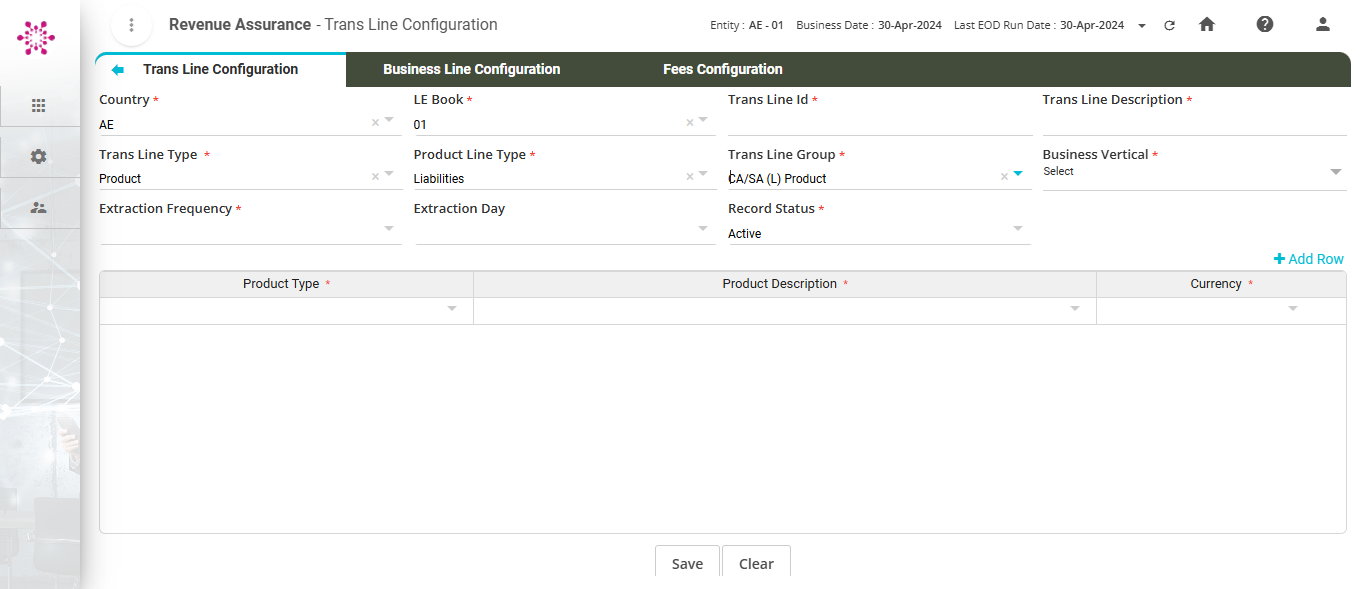 Revenue Assurance - Trans Line Configuration
Entity : AE - 01 Business Date : 30-Apr-2024 Last EOD Run Date : 30-Apr-2024
Trans Line Configuration Business Line Configuration Fees Configuration
Country * LE Book * Trans Line Id * Trans Line Description *
AE 01
Trans Line Type * Product Line Type * Trans Line Group * Business Vertical *
Product Liabilities CA/SA (L) Product Select
Extraction Frequency * Extraction Day Record Status *
Active
+ Add Row
Product Type * Product Description * Currency *
Save Clear